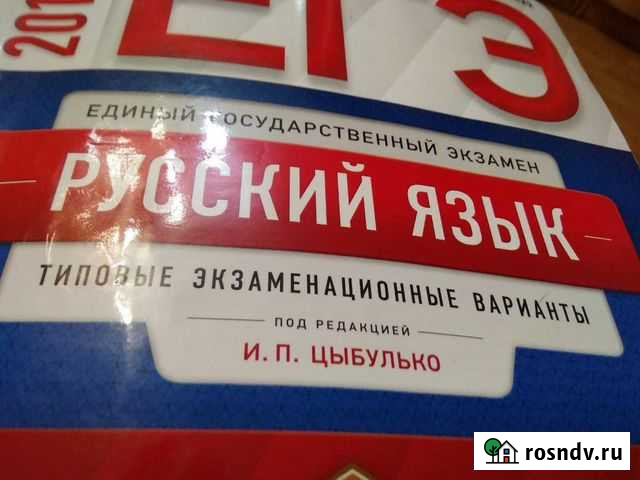 ЕГЭ
ЕДИНЫЙ ГОСУДАРСТВЕННЫЙ ЭКЗАМЕН
РУССКИЙ ЯЗЫК
ТИПОВЫЕ ЭКЗАМЕНАЦИОННЫЕ ВАРИАНТЫ
ПОД РЕДАКЦИЕЙ
И. П. ЦЫБУЛЬКО
rosndv.ru